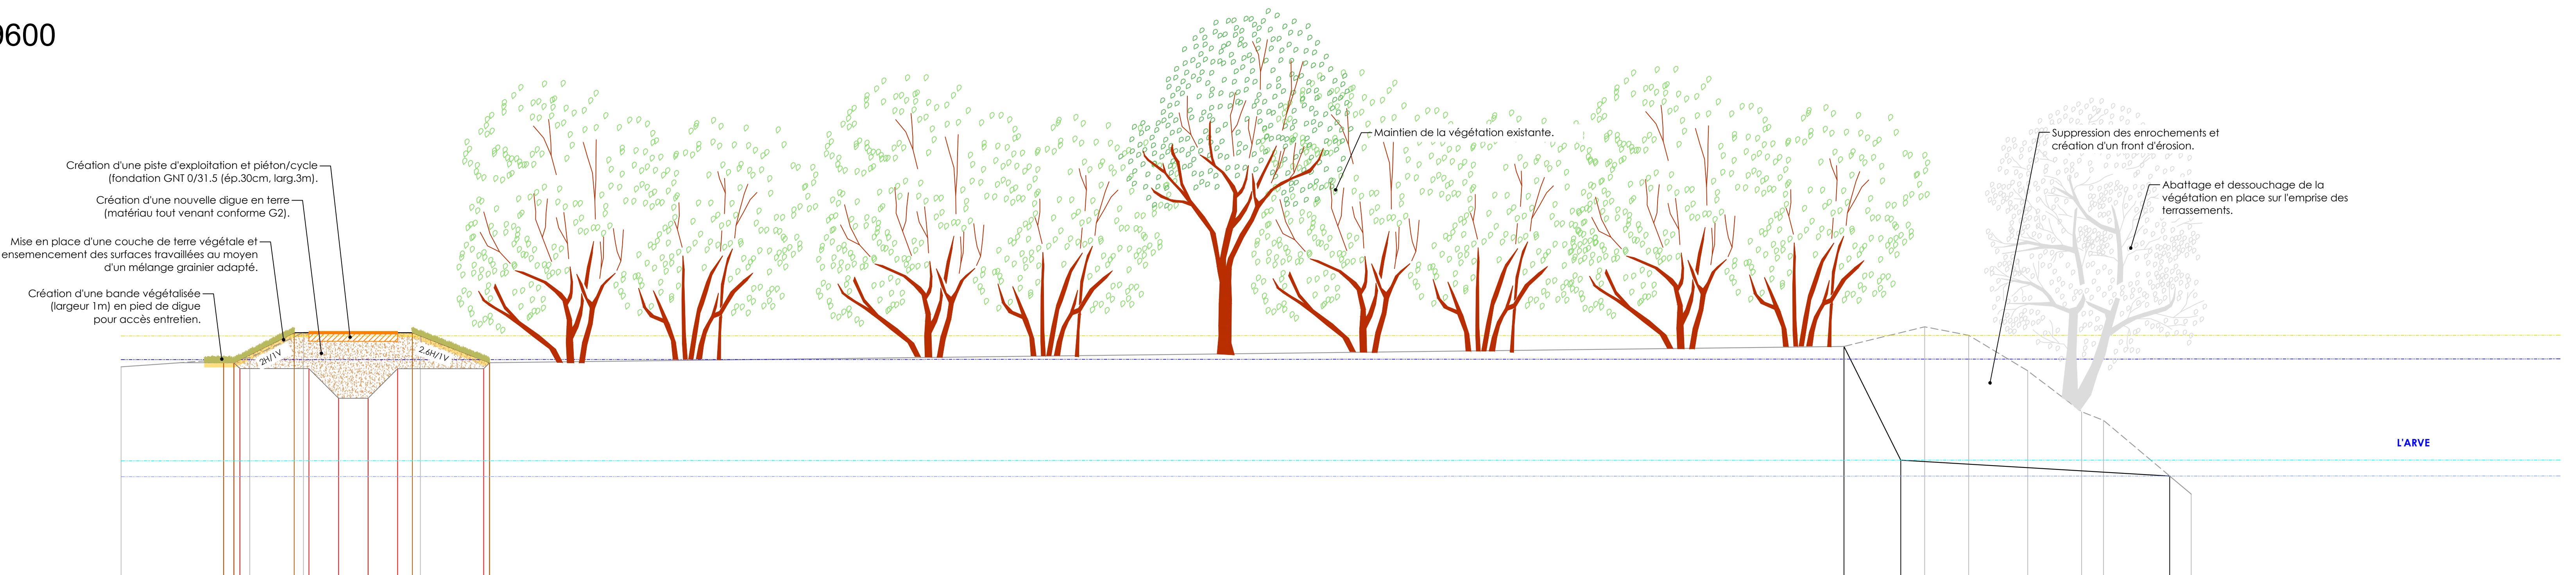 9600
Création d'une piste d'exploitation et piéton/cycle
(fondation GNT 0/31.5 (ép.30cm, larg.3m).
Création d'une nouvelle digue en terre
(matériau tout venant conforme G2).
Mise en place d'une couche de terre végétale et
ensemencement des surfaces travaillées au moyen
d'un mélange grainier adapté.
Création d'une bande végétalisée
(largeur 1m) en pied de digue
pour accès entretien.
2H/1V
2.6H/1V
Maintien de la végétation existante.
Suppression des enrochements et
création d'un front d'érosion.
Abattage et dessouchage de la
végétation en place sur l'emprise des
terrassements.
L'ARVE